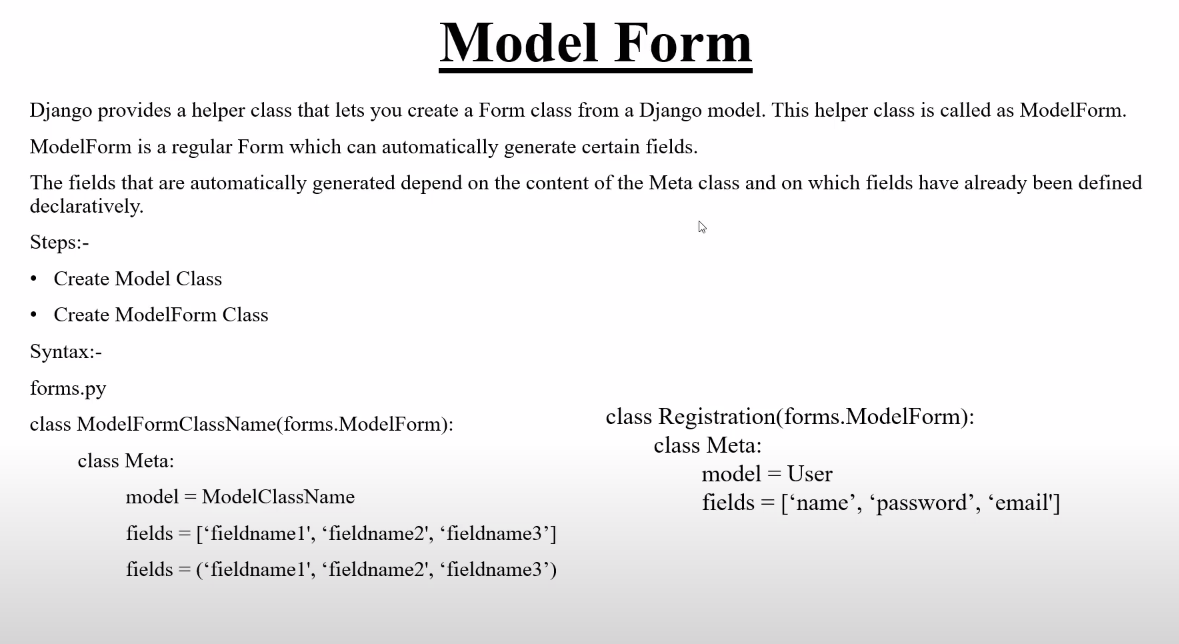 Model Form
Django provides a helper class that lets you create a Form class from a Django model. This helper class is called as ModelForm.
ModelForm is a regular Form which can automatically generate certain fields.
The fields that are automatically generated depend on the content of the Meta class and on which fields have already been defined
declaratively.
Steps:-
• Create Model Class
• Create ModelForm Class
Syntax:-
forms.py
class ModelFormClassName(forms.ModelForm):
class Meta:
model = ModelClassName
fields = [‘fieldname1', ‘fieldname2', ‘fieldname3’]
fields = (‘fieldname1', ‘fieldname2', ‘fieldname3’)
class Registration(forms.ModelForm):
class Meta:
model = User
fields = [‘name’, ‘password’, ‘email']